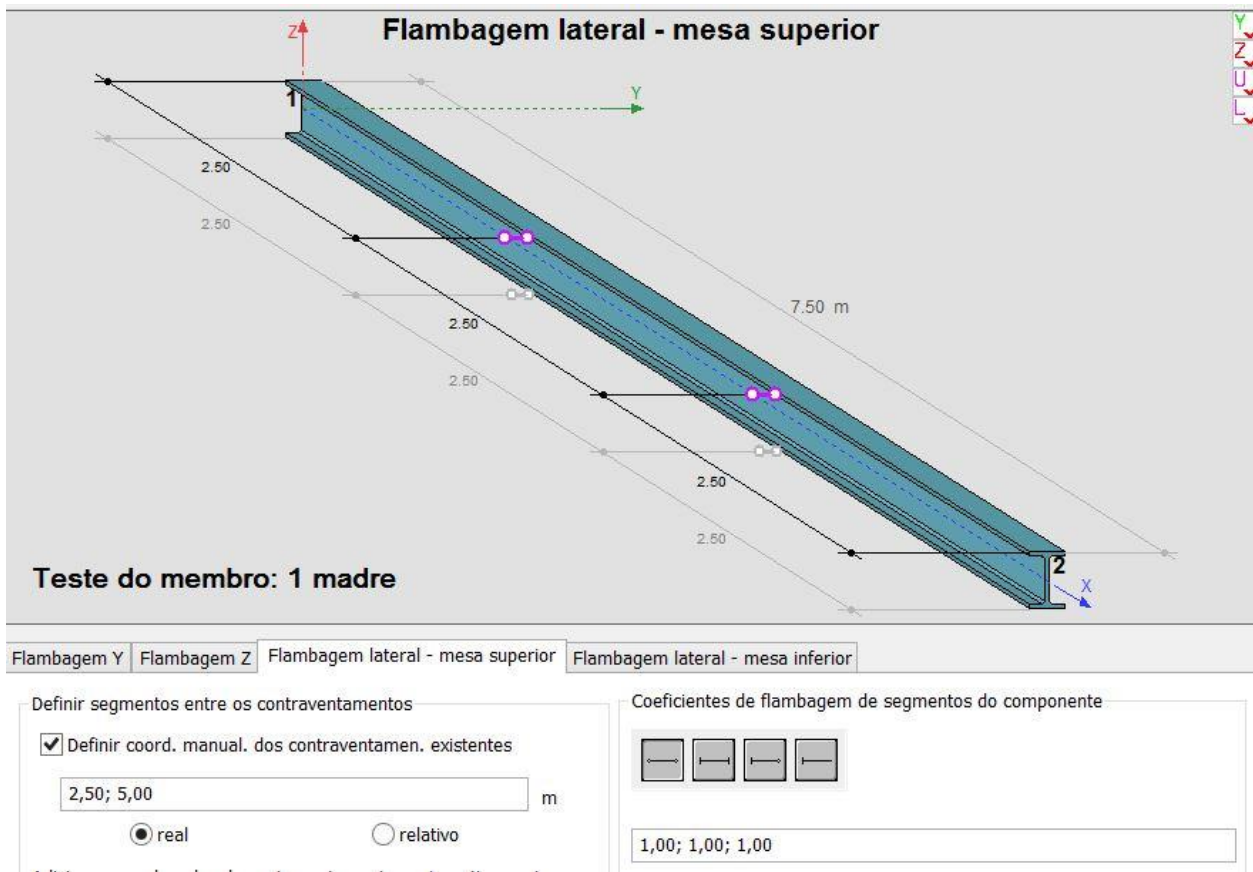 Flambagem lateral - mesa superior
Z
Y
Z
U
L
1
Y
2.50
2.50
7.50 m
2.50
2.50
2.50
2.50
2
X
Teste do membro: 1 madre
Flambagem Y
Flambagem Z
Flambagem lateral - mesa superior
Flambagem lateral - mesa inferior
Definir segmentos entre os contraventamentos
Coeficientes de flambagem de segmentos do componente
Definir coord. manual. dos contraventamen. existentes
2,50; 5,00
m
real
relativo
1,00; 1,00; 1,00